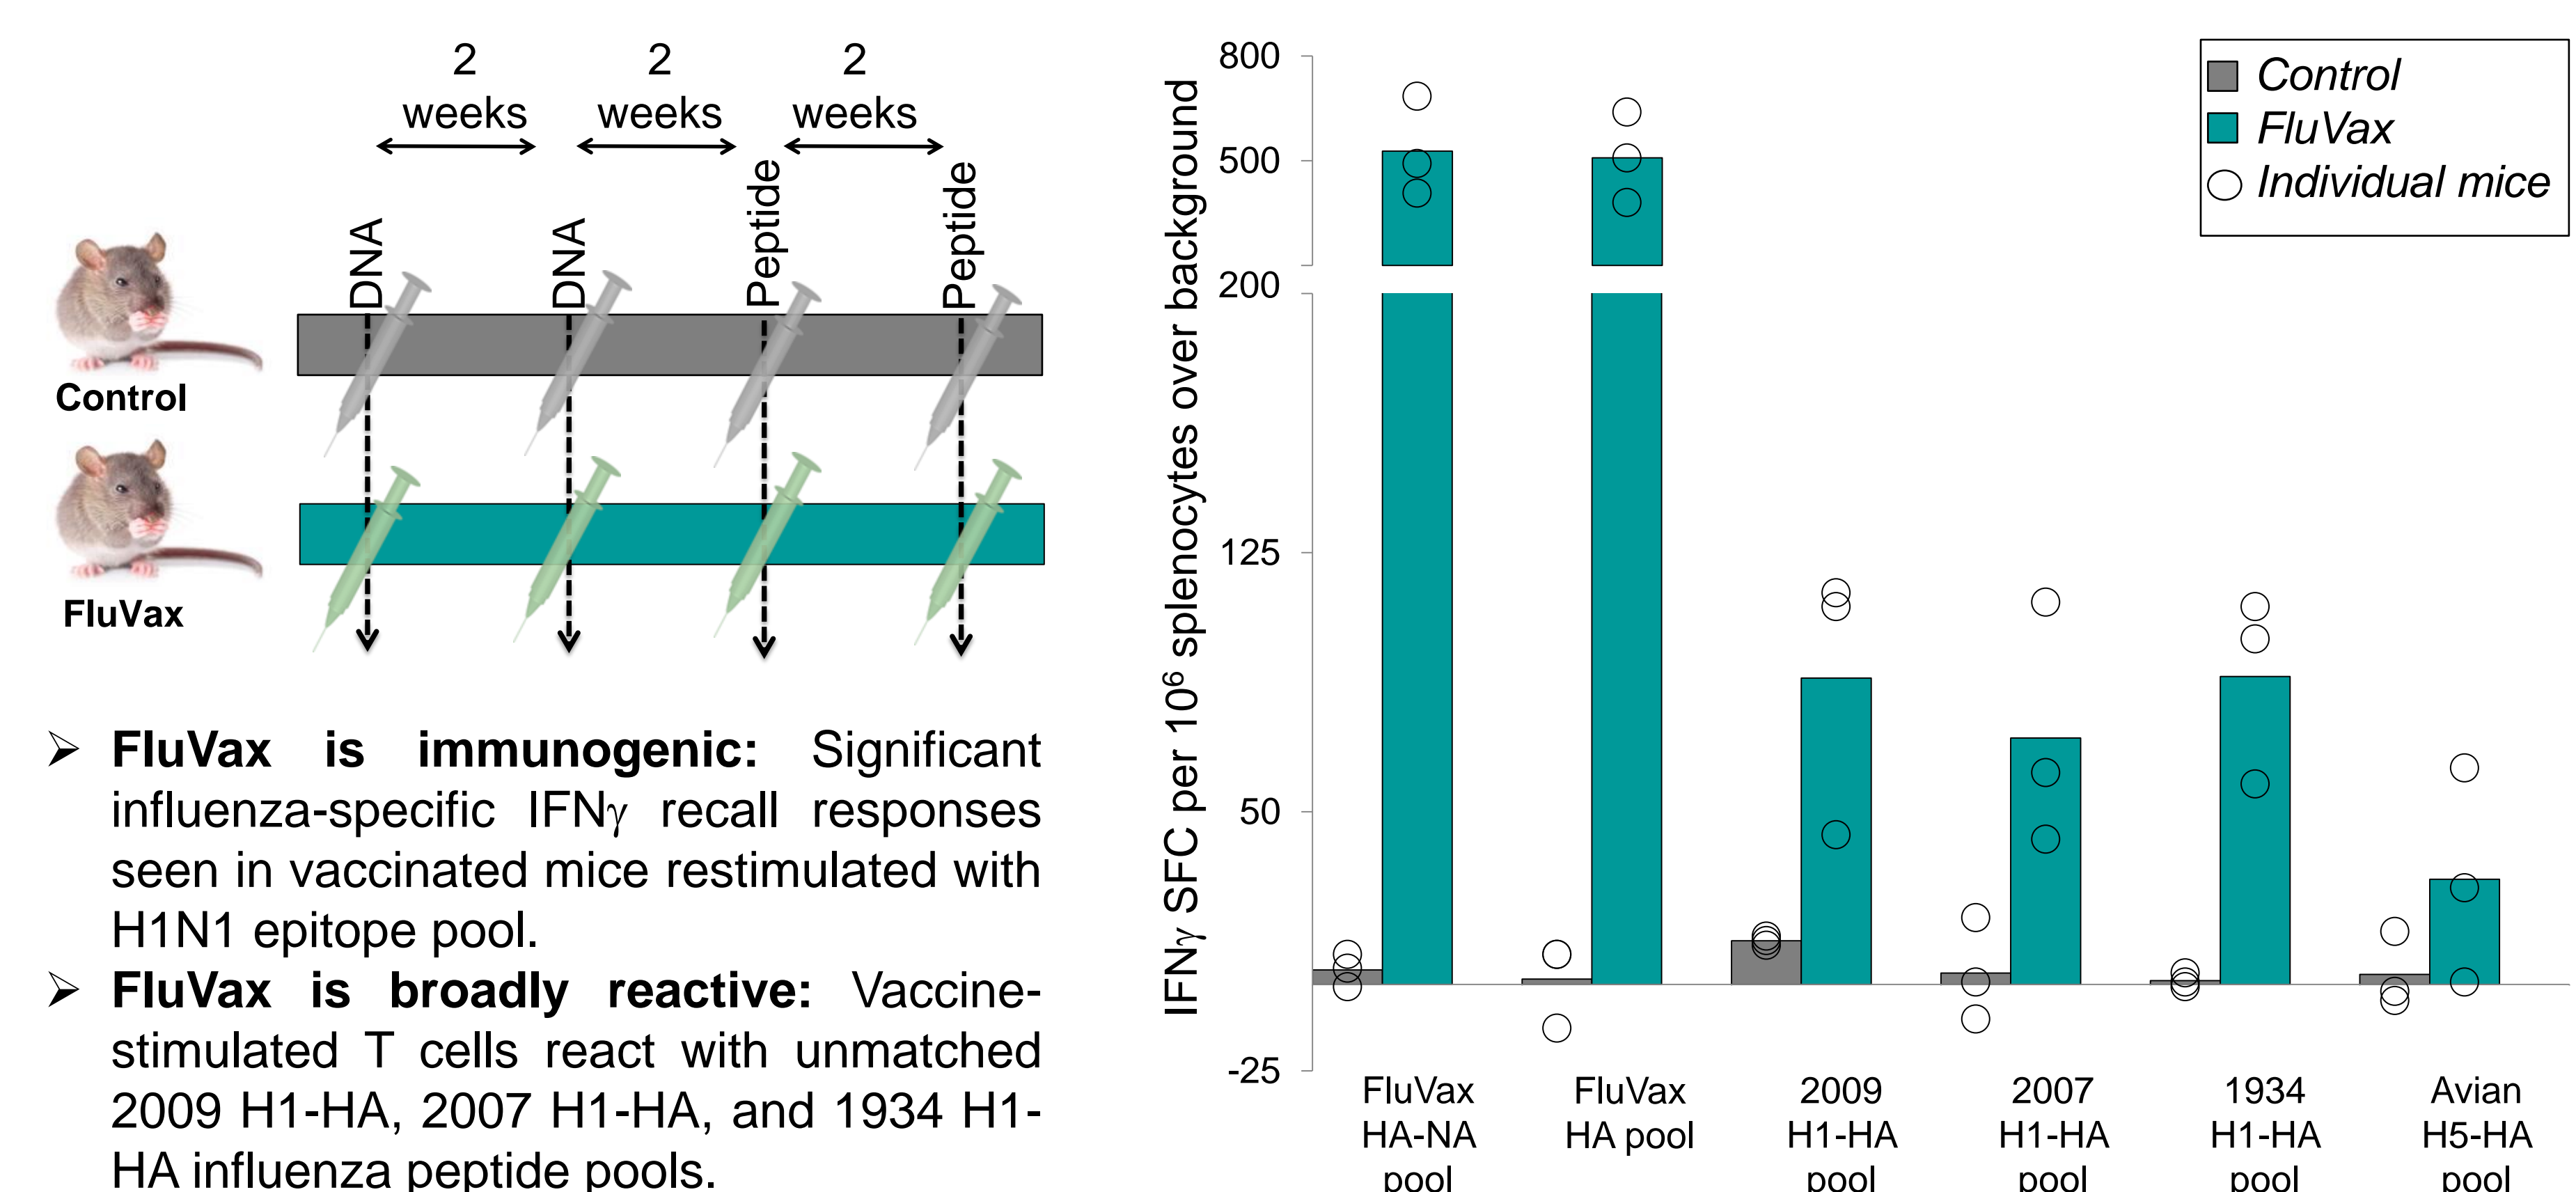 2 weeks
2 weeks
2 weeks
DNA
DNA
Peptide
Peptide
Control
FluVax
➢ FluVax is immunogenic: Significant
influenza-specific IFNγ recall responses
seen in vaccinated mice restimulated with
H1N1 epitope pool.
➢ FluVax is broadly reactive: Vaccine-
stimulated T cells react with unmatched
2009 H1-HA, 2007 H1-HA, and 1934 H1-
HA influenza peptide pools.
IFNγ SFC per 10⁶ splenocytes over background
800
500
200
125
50
-25
Control
FluVax
Individual mice
FluVax
HA-NA
pool
FluVax
HA pool
2009
H1-HA
pool
2007
H1-HA
pool
1934
H1-HA
pool
Avian
H5-HA
pool